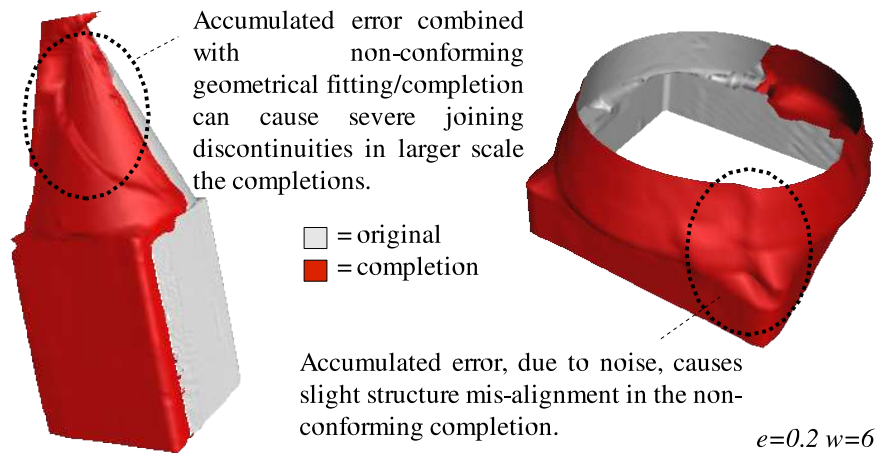 Accumulated error combined
with non-conforming
geometrical fitting/completion
can cause severe joining
discontinuities in larger scale
the completions.
= original
= completion
Accumulated error, due to noise, causes
slight structure mis-alignment in the non-
conforming completion.
e=0.2 w=6